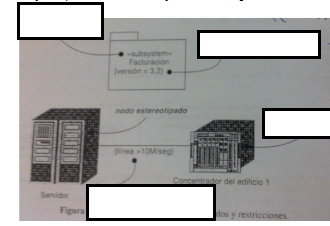 «subsystem»
Facturación
(versión = 3,2)
nodo estereotipado
(línea >10M/seg)
Servidor
Concentrador del edificio 1
Figura dos y restricciones.